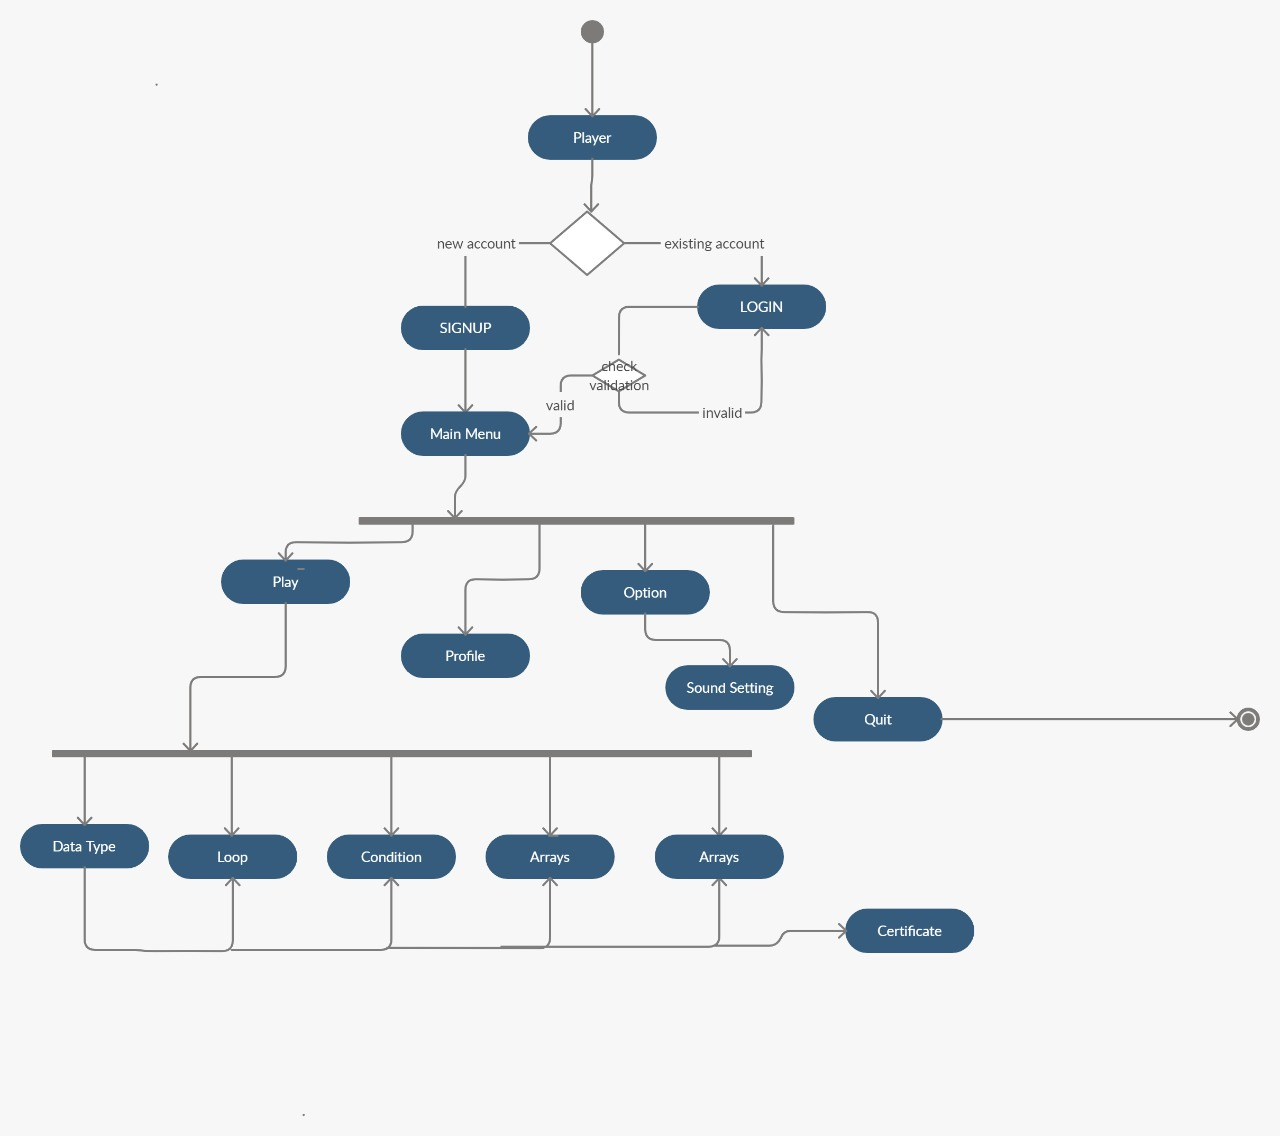 Player
new account
existing account
LOGIN
SIGNUP
check
validation
valid
invalid
Main Menu
Play
Option
Profile
Sound Setting
Quit
Data Type
Loop
Condition
Arrays
Arrays
Certificate